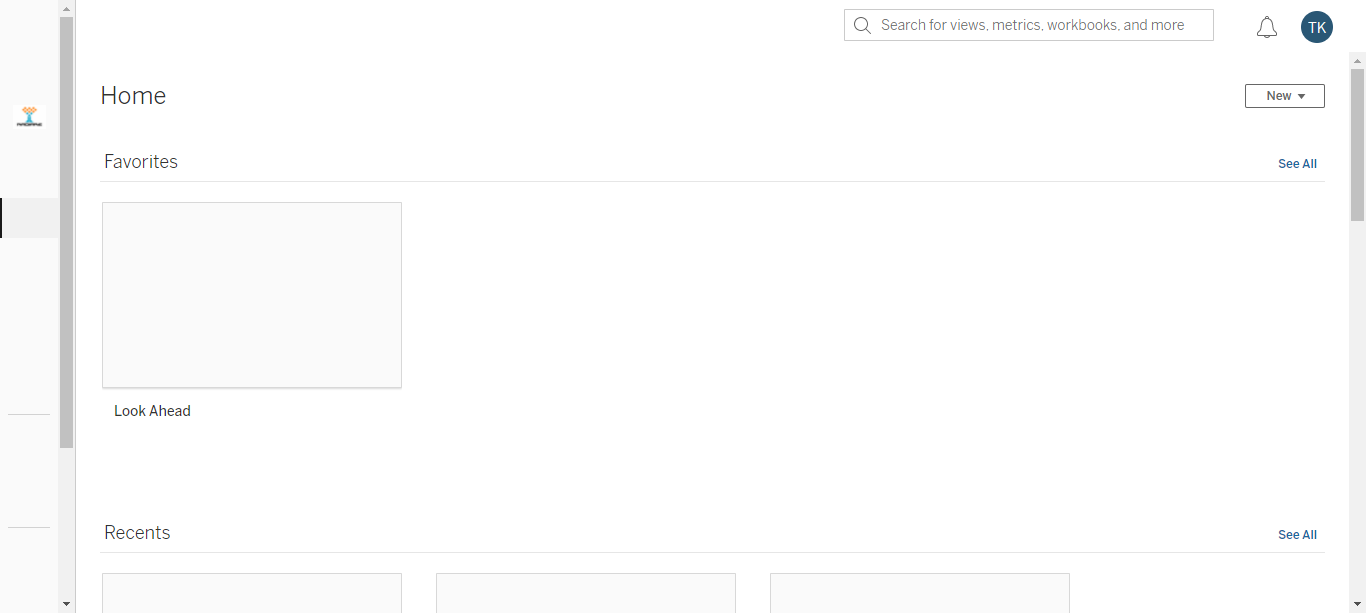 Search for views, metrics, workbooks, and more
TK
Home
New
Favorites
See All
Look Ahead
Recents
See All